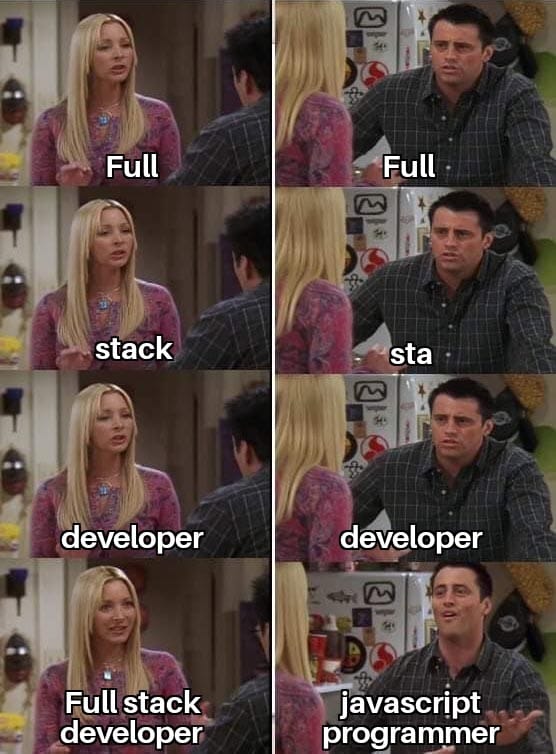 Full
Full
stack
sta
developer
developer
Full stack
developer
javascript
programmer